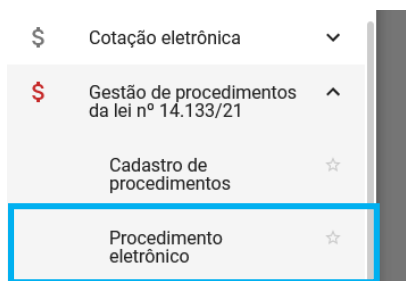 $ Cotação eletrônica
$ Gestão de procedimentos
da lei nº 14.133/21
Cadastro de
procedimentos
Procedimento
eletrônico